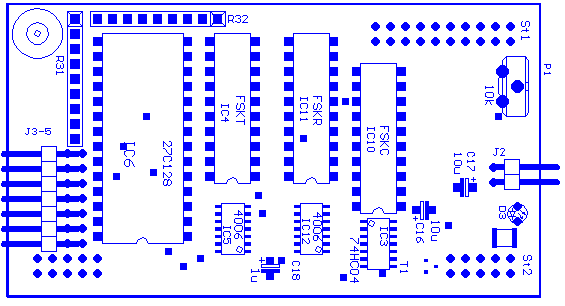 R32
St1
R31
P1
10k
FSKT
IC4
FSKR
IC11
FSKC
IC10
J3-5
IC6
27C128
C17
10u
+
J2
4006
IC5
4006
IC12
IC3
74HC04
10u
+C16
D3
C18
+
1u
T1
St2